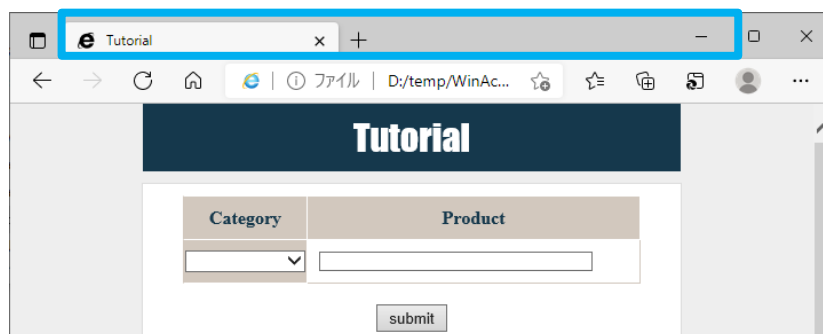 Tutorial
ファイル D:/temp/WinAc...
Tutorial
Category Product
submit